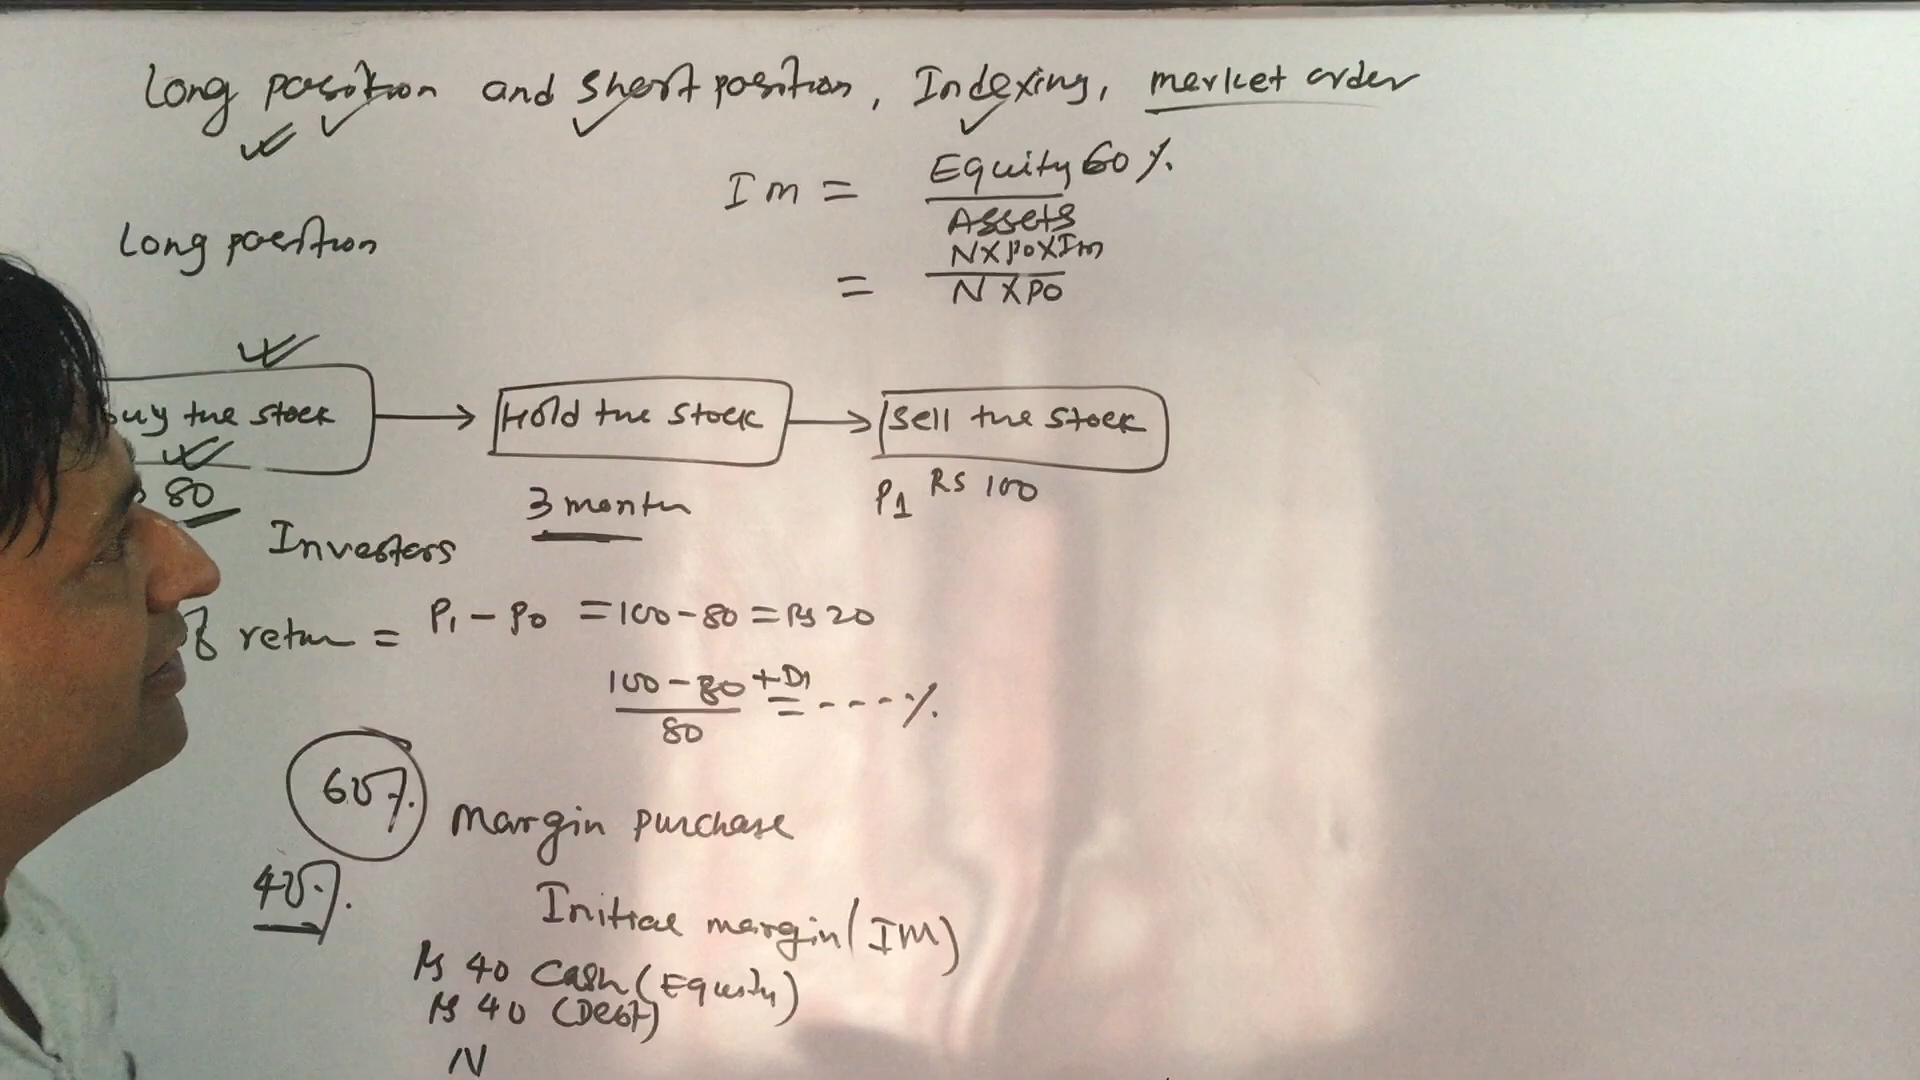 Long position and short position, Indexing, market order
Im = Equity 60%
Assets
= N x Po x Im
N x PO
Long position
buy the stock
Hold the stock
Sell the stock
80
3 month
P1 Rs 100
Investors
return = P1 - Po = 100 - 80 = Rs 20
100 - 80 + D1 = ----%
80
60%
Margin purchase
40%.
Initial margin (IM)
Rs 40 Cash (Equity)
Rs 40 (Debt)
N